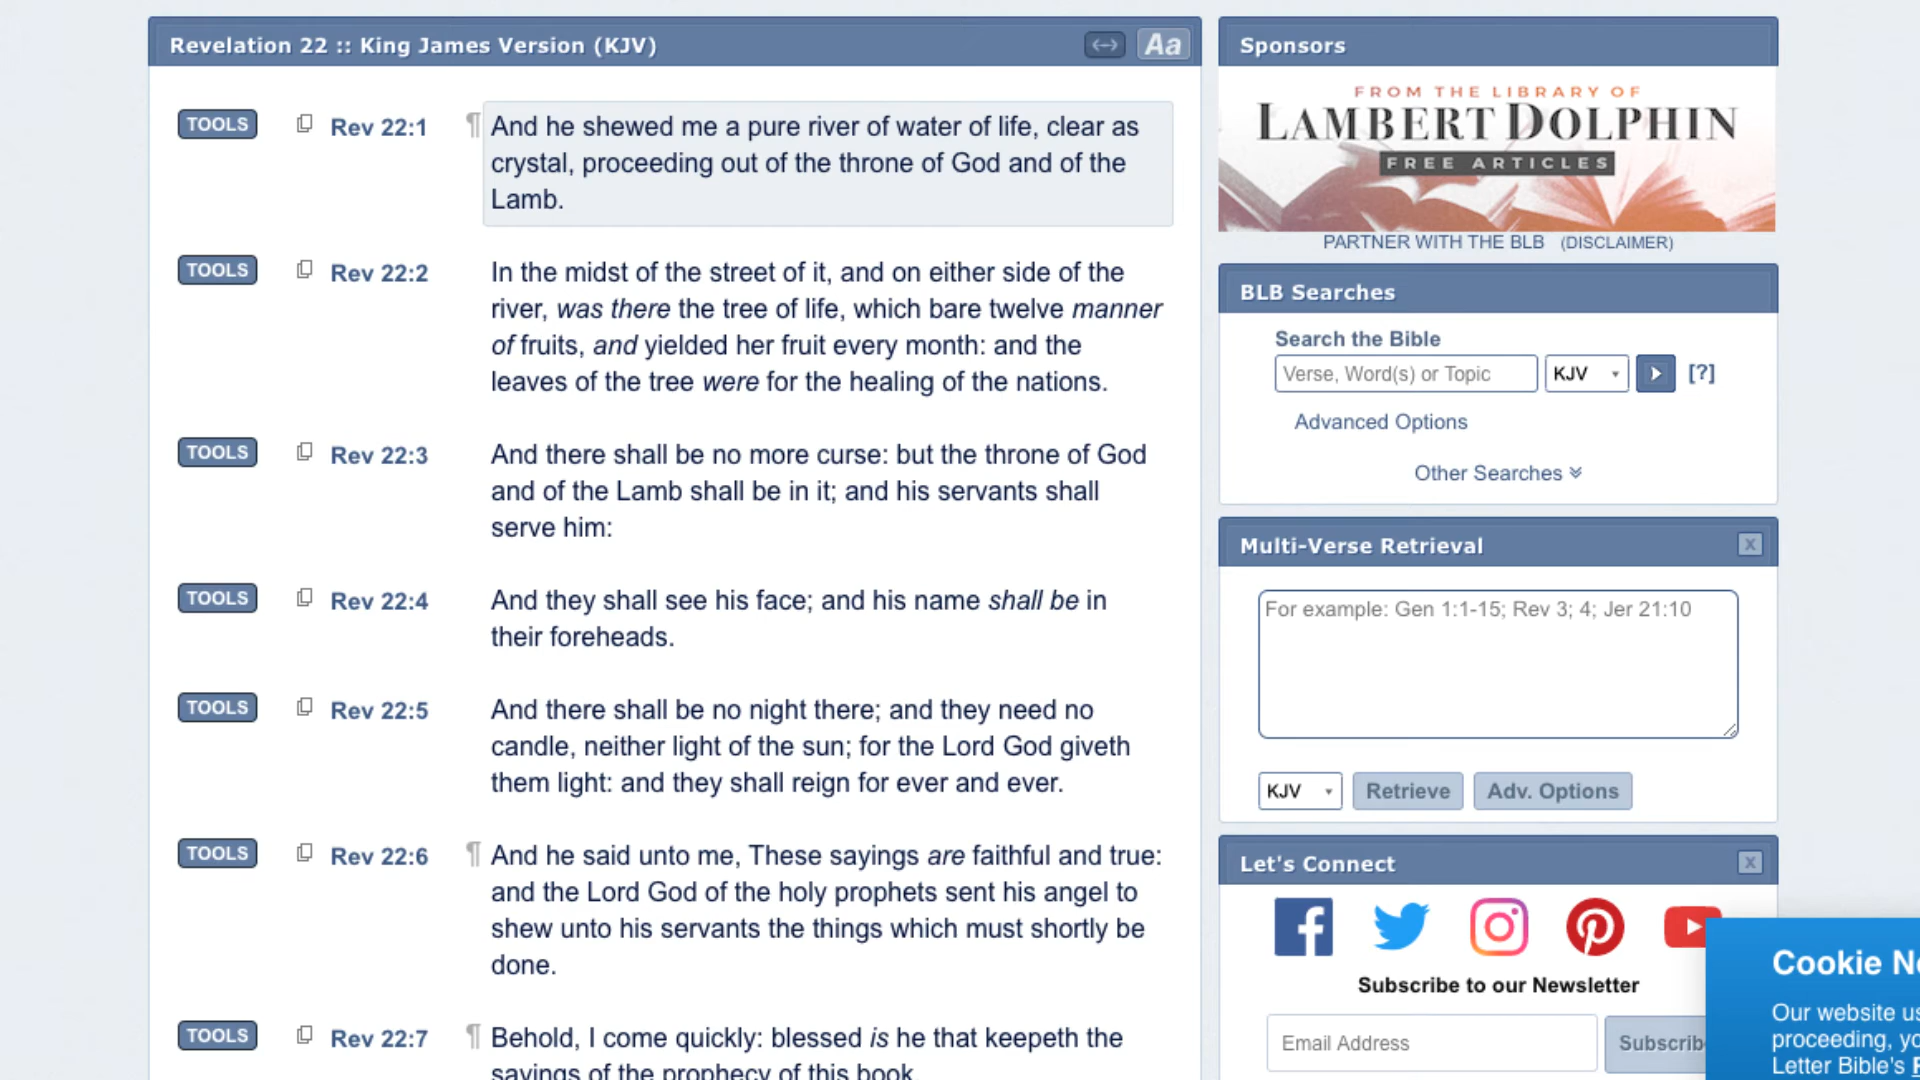 Revelation 22 :: King James Version (KJV)
Aa
TOOLS
Rev 22:1
¶ And he shewed me a pure river of water of life, clear as
crystal, proceeding out of the throne of God and of the
Lamb.
TOOLS
Rev 22:2
In the midst of the street of it, and on either side of the
river, was there the tree of life, which bare twelve manner
of fruits, and yielded her fruit every month: and the
leaves of the tree were for the healing of the nations.
TOOLS
Rev 22:3
And there shall be no more curse: but the throne of God
and of the Lamb shall be in it; and his servants shall
serve him:
TOOLS
Rev 22:4
And they shall see his face; and his name shall be in
their foreheads.
TOOLS
Rev 22:5
And there shall be no night there; and they need no
candle, neither light of the sun; for the Lord God giveth
them light: and they shall reign for ever and ever.
TOOLS
Rev 22:6
¶ And he said unto me, These sayings are faithful and true:
and the Lord God of the holy prophets sent his angel to
shew unto his servants the things which must shortly be
done.
TOOLS
Rev 22:7
¶ Behold, I come quickly: blessed is he that keepeth the
sayings of the prophecy of this book.
Sponsors
FROM THE LIBRARY OF
LAMBERT DOLPHIN
FREE ARTICLES
PARTNER WITH THE BLB (DISCLAIMER)
BLB Searches
Search the Bible
Verse, Word(s) or Topic
KJV
[?]
Advanced Options
Other Searches
Multi-Verse Retrieval
X
For example: Gen 1:1-15; Rev 3; 4; Jer 21:10
KJV
Retrieve
Adv. Options
Let's Connect
X
Subscribe to our Newsletter
Email Address
Subscrib
Cookie N
Our website us
proceeding, yo
Letter Bible's